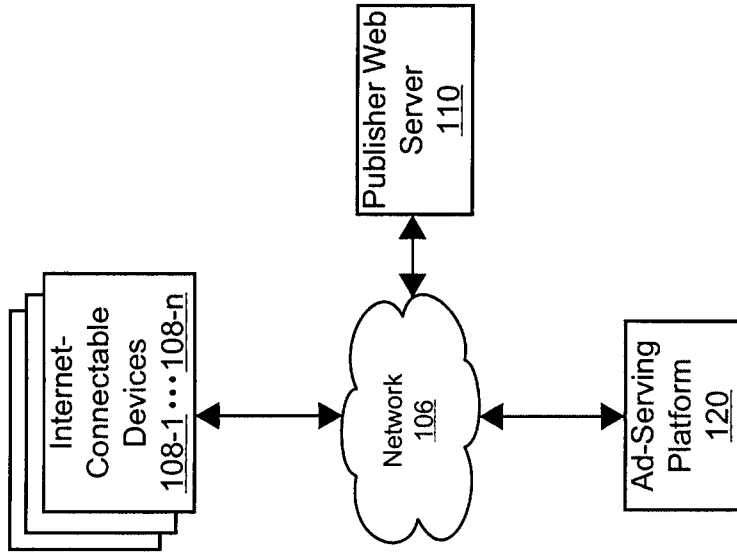 Internet-
Connectable
Devices
108-1 ••• 108-n
Network
106
Publisher Web
Server
110
Ad-Serving
Platform
120